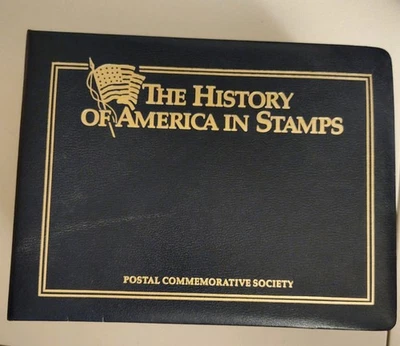 THE HISTORY
OF AMERICA IN STAMPS
POSTAL COMMEMORATIVE SOCIETY